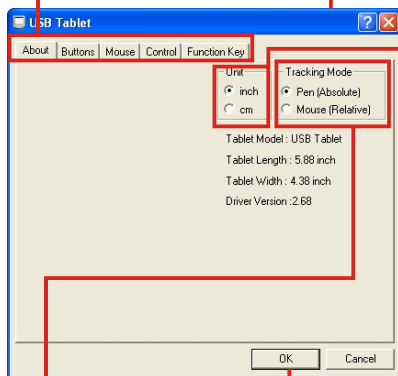 USB Tablet
About Buttons Mouse Control Function Key
Unit Tracking Mode
inch Pen (Absolute)
cm Mouse (Relative)
Tablet Model : USB Tablet
Tablet Length : 5.88 inch
Tablet Width : 4.38 inch
Driver Version :2.68
OK Cancel